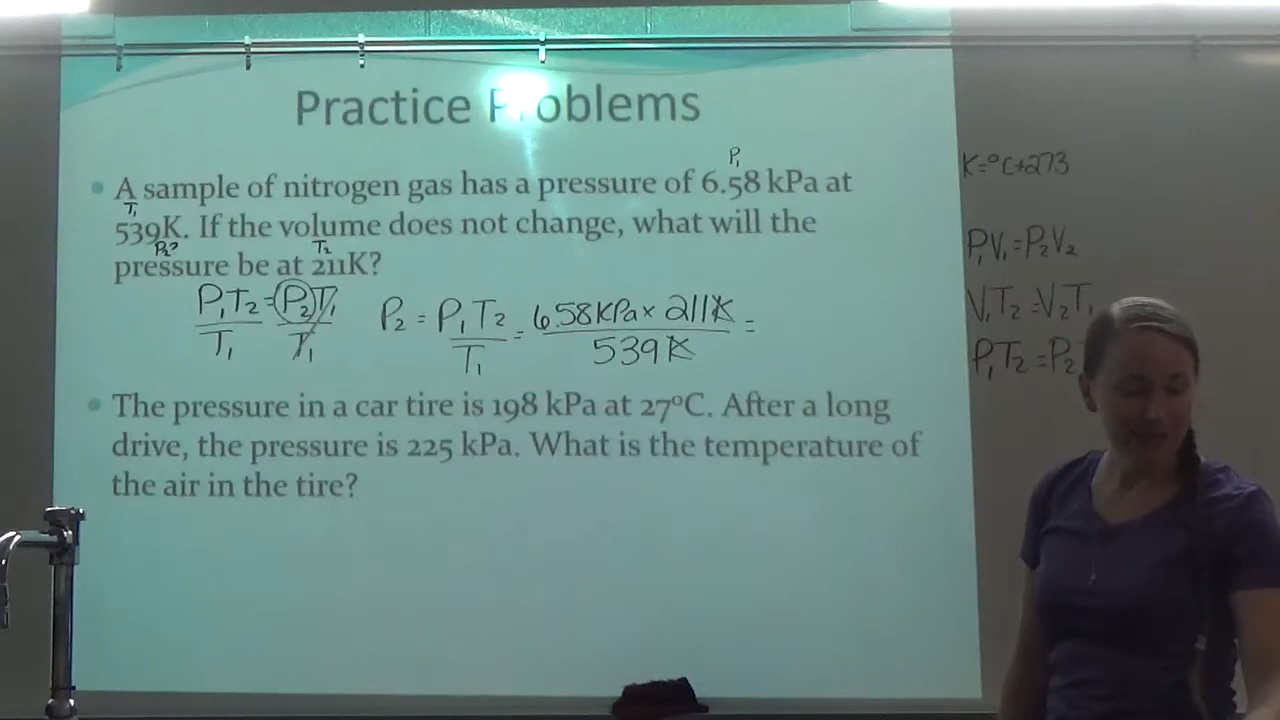 Practice Problems
P₁
• A sample of nitrogen gas has a pressure of 6.58 kPa at
T₁
539K. If the volume does not change, what will the
P₂? T₂
pressure be at 211K?
P₁T₂ = P₂T₁ P₂ = P₁T₂ = 6.58 kPa × 211K =
T₁ T₁ T₁ 539K
• The pressure in a car tire is 198 kPa at 27°C. After a long
drive, the pressure is 225 kPa. What is the temperature of
the air in the tire?
K=°C+273
P₁V₁=P₂V₂
V₁T₂=V₂T₁
P₁T₂=P₂